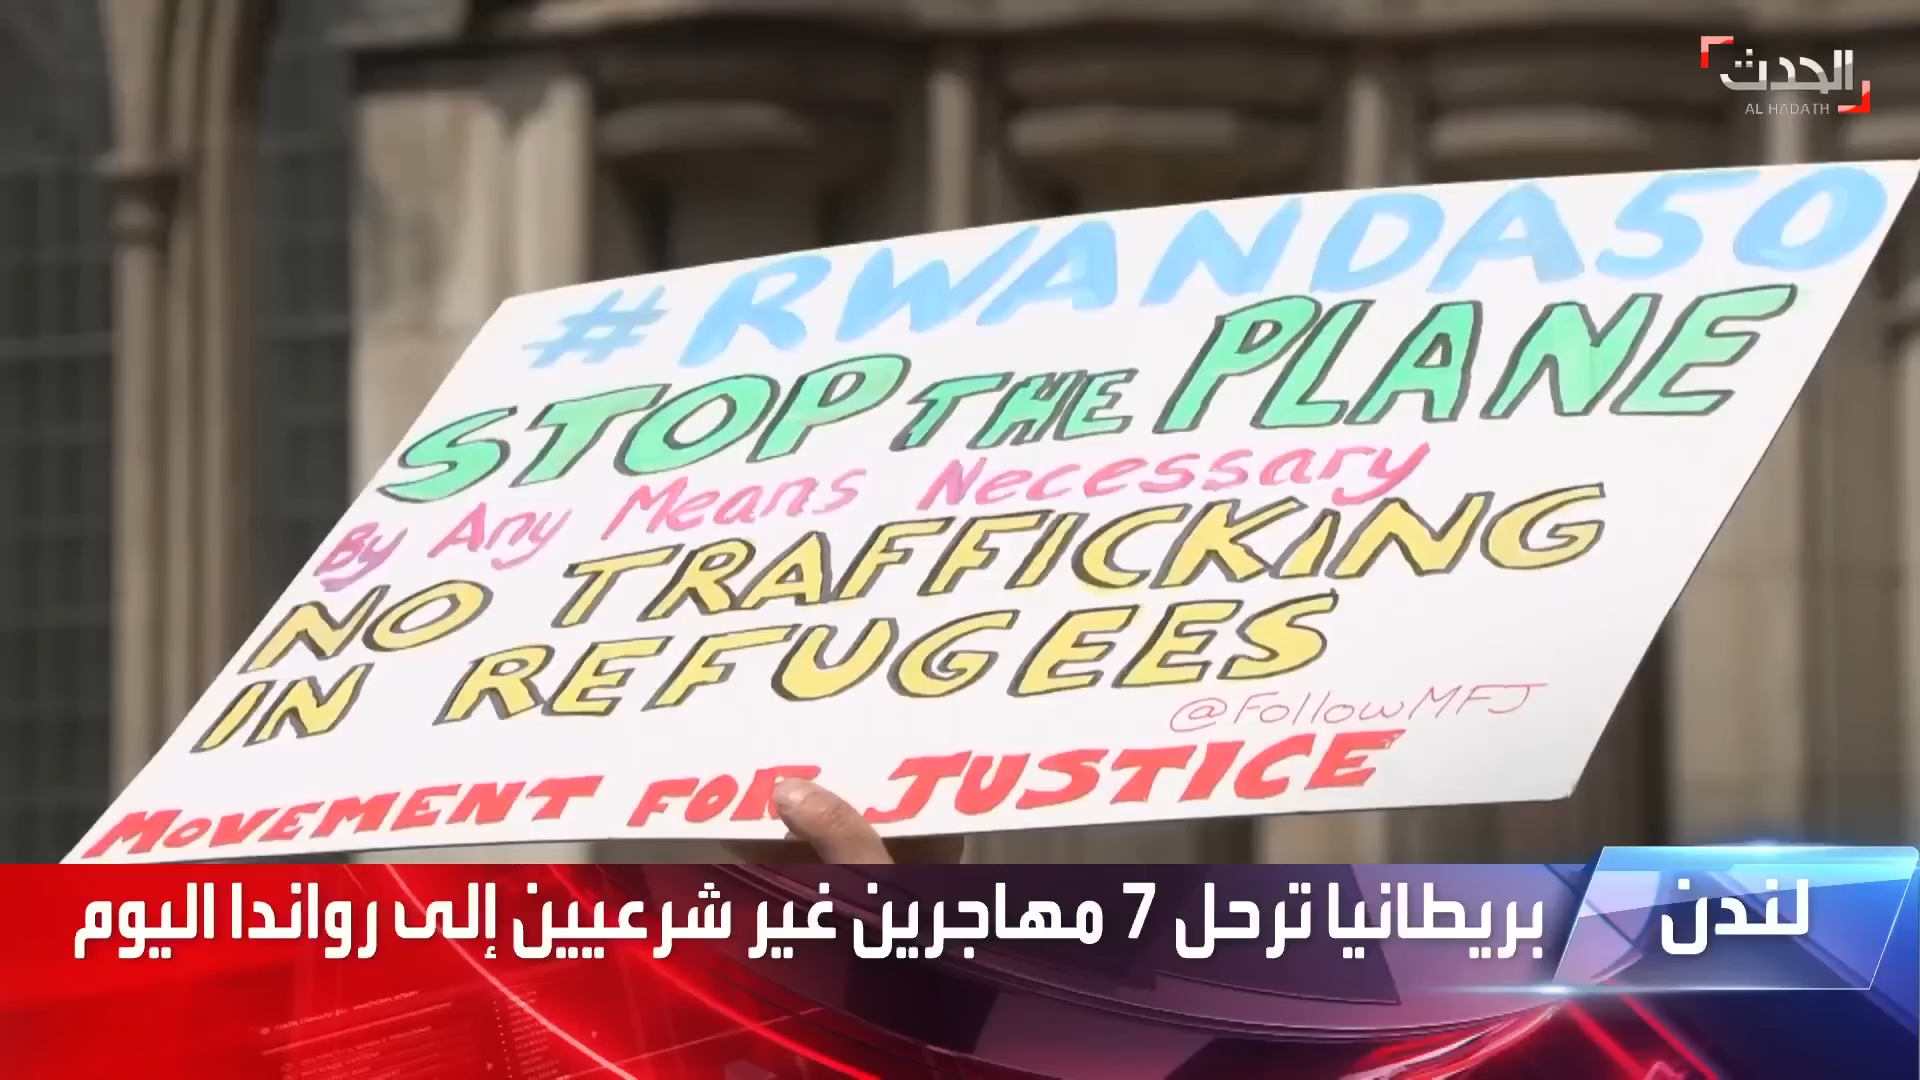 الحدث
AL HADATH
#RWANDA50
STOP THE PLANE
By Any Means Necessary
NO TRAFFICKING
IN REFUGEES
@FollowMFJ
MOVEMENT FOR JUSTICE
لندن
بريطانيا ترحل 7 مهاجرين غير شرعيين إلى رواندا اليوم